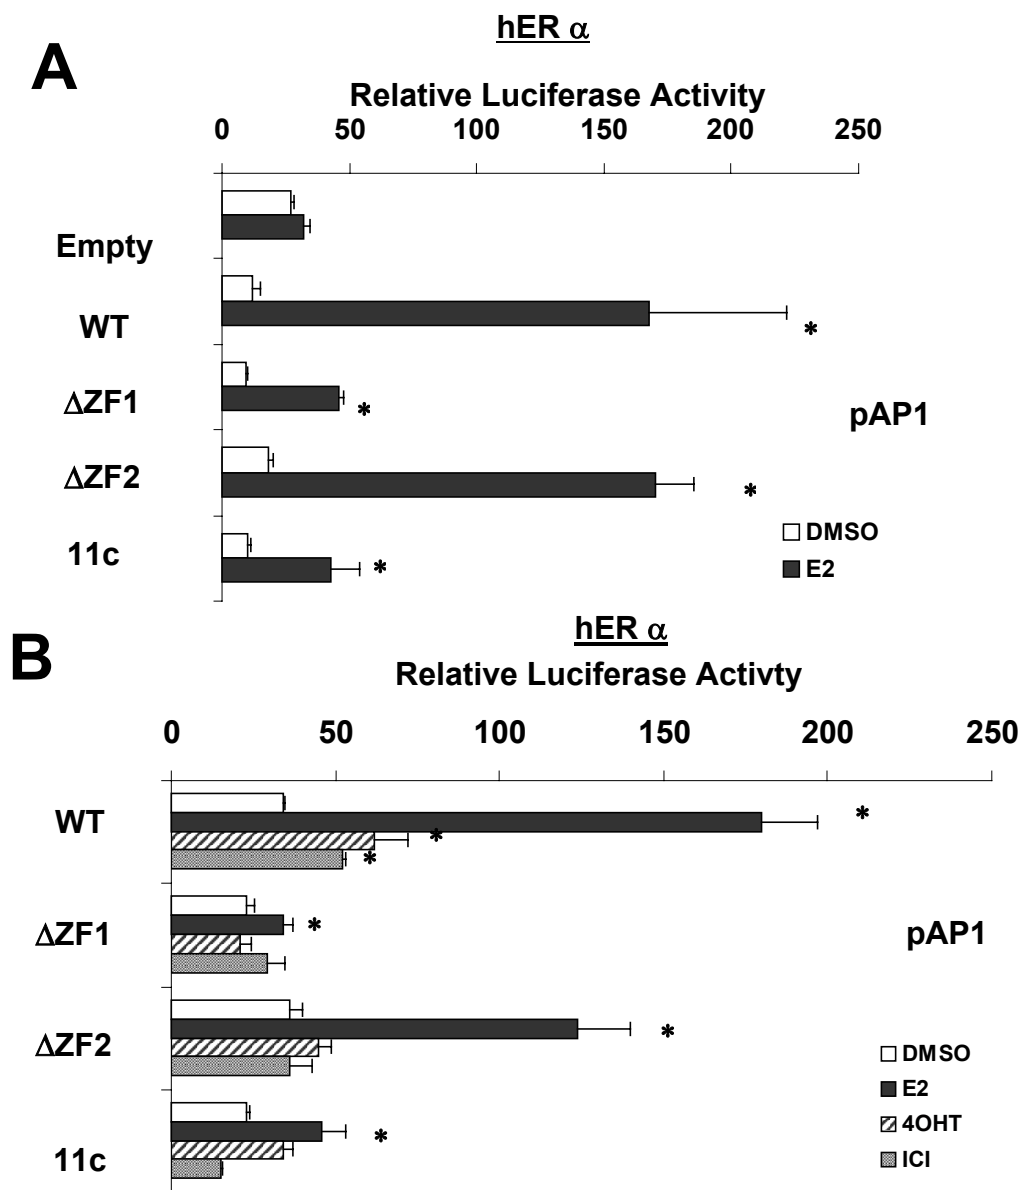 hER α
A
Relative Luciferase Activity
0 50 100 150 200 250
Empty
*
WT
ΔZF1 *
pAP1
ΔZF2 *
DMSO
11c *
E2
hER α
B
Relative Luciferase Activty
0 50 100 150 200 250
WT *
*
*
ΔZF1 *
pAP1
ΔZF2 *
DMSO
E2
4OHT
11c *
ICI